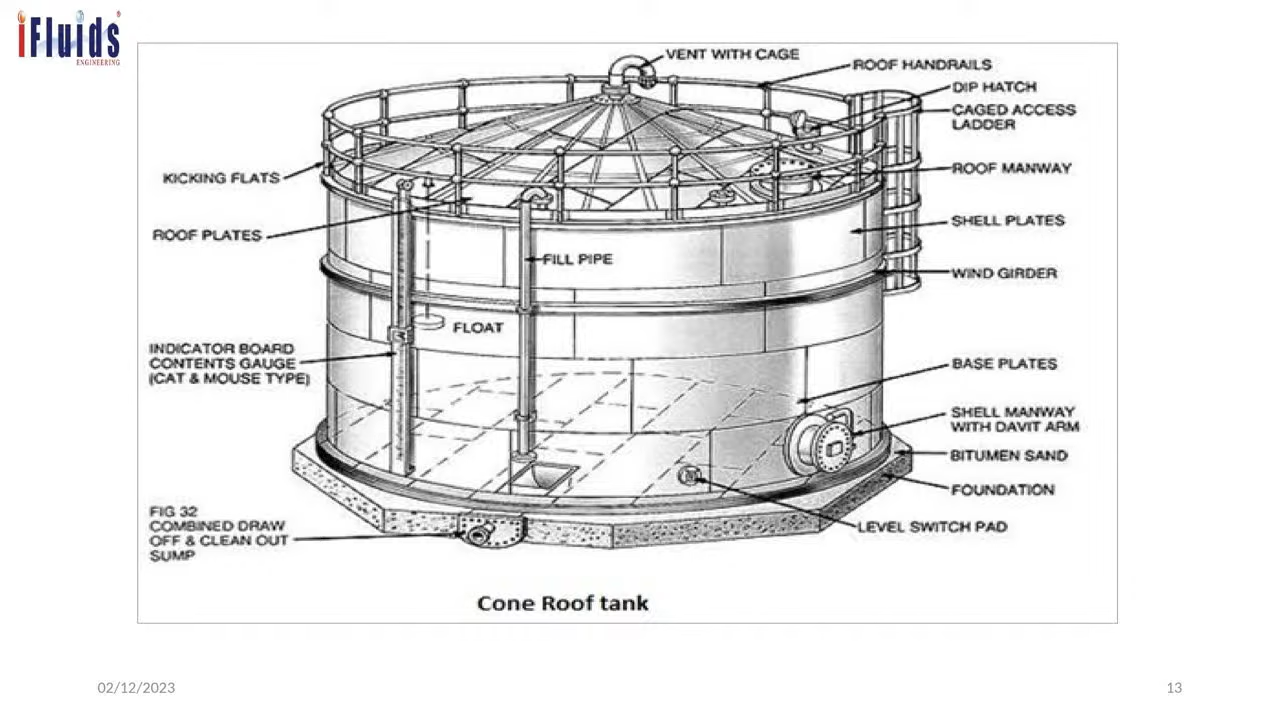 iFluids
ENGINEERING
VENT WITH CAGE
ROOF HANDRAILS
DIP HATCH
CAGED ACCESS
LADDER
KICKING FLATS
ROOF MANWAY
ROOF PLATES
SHELL PLATES
FILL PIPE
WIND GIRDER
FLOAT
INDICATOR BOARD
CONTENTS GAUGE
(CAT & MOUSE TYPE)
BASE PLATES
SHELL MANWAY
WITH DAVIT ARM
BITUMEN SAND
FOUNDATION
FIG 32
COMBINED DRAW
OFF & CLEAN OUT
SUMP
LEVEL SWITCH PAD
Cone Roof tank
02/12/2023
13